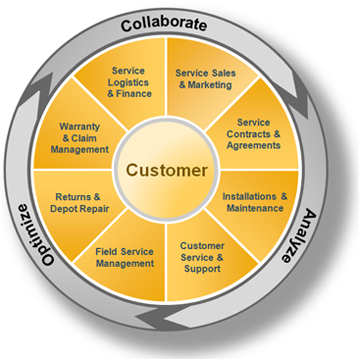 Collaborate
Service
Logistics
& Finance
Service Sales
& Marketing
Warranty
& Claim
Management
Service
Contracts &
Agreements
Customer
Returns &
Depot Repair
Installations &
Maintenance
Field Service
Management
Customer
Service &
Support
Optimize
Analyze